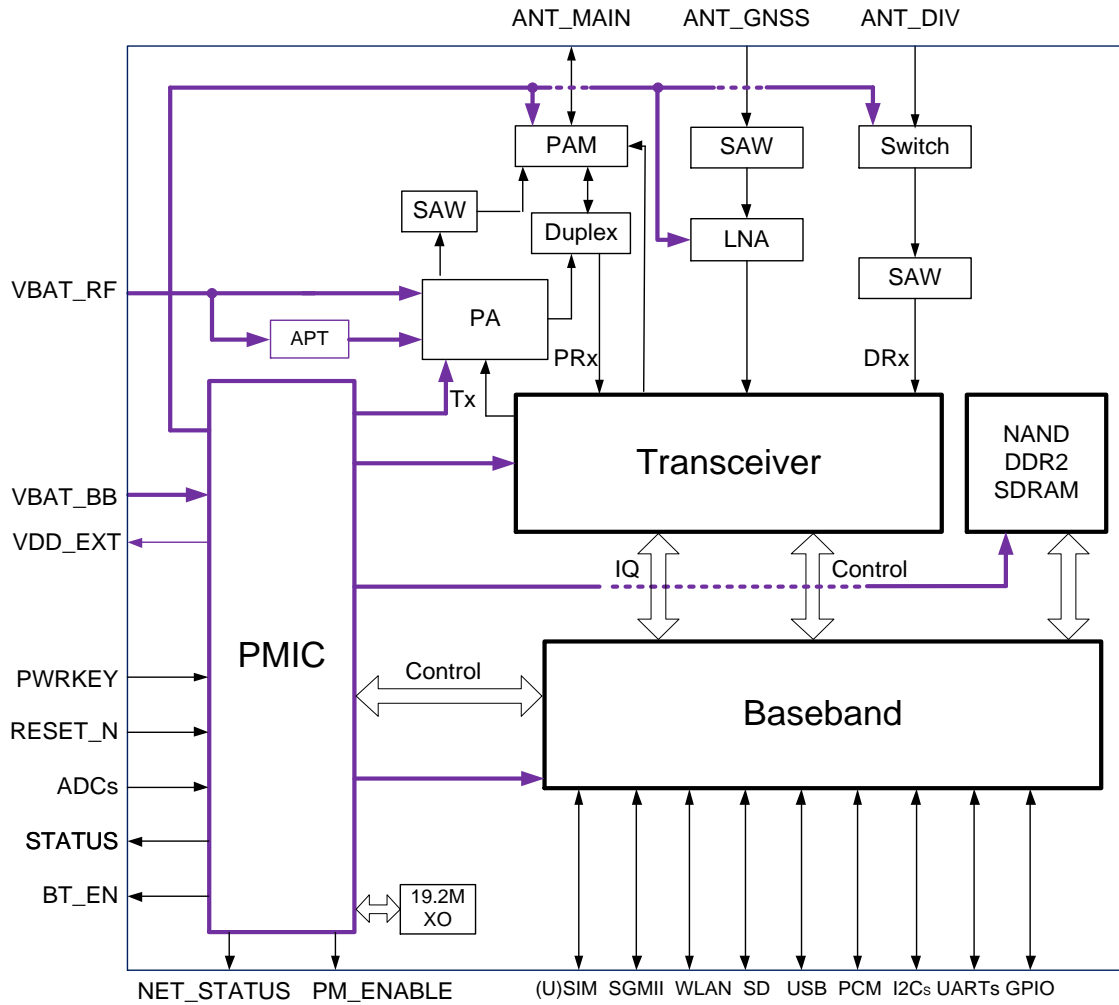 ANT_MAIN
ANT_GNSS
ANT_DIV
PAM
SAW
Switch
SAW
Duplex
LNA
SAW
VBAT_RF
PA
APT
PRx
DRx
Tx
Transceiver
NAND
DDR2
SDRAM
VBAT_BB
VDD_EXT
IQ
Control
PMIC
Control
Baseband
PWRKEY
RESET_N
ADCs
STATUS
BT_EN
19.2M
XO
NET_STATUS
PM_ENABLE
(U)SIM
SGMII
WLAN
SD
USB
PCM
I2Cs
UARTs
GPIO